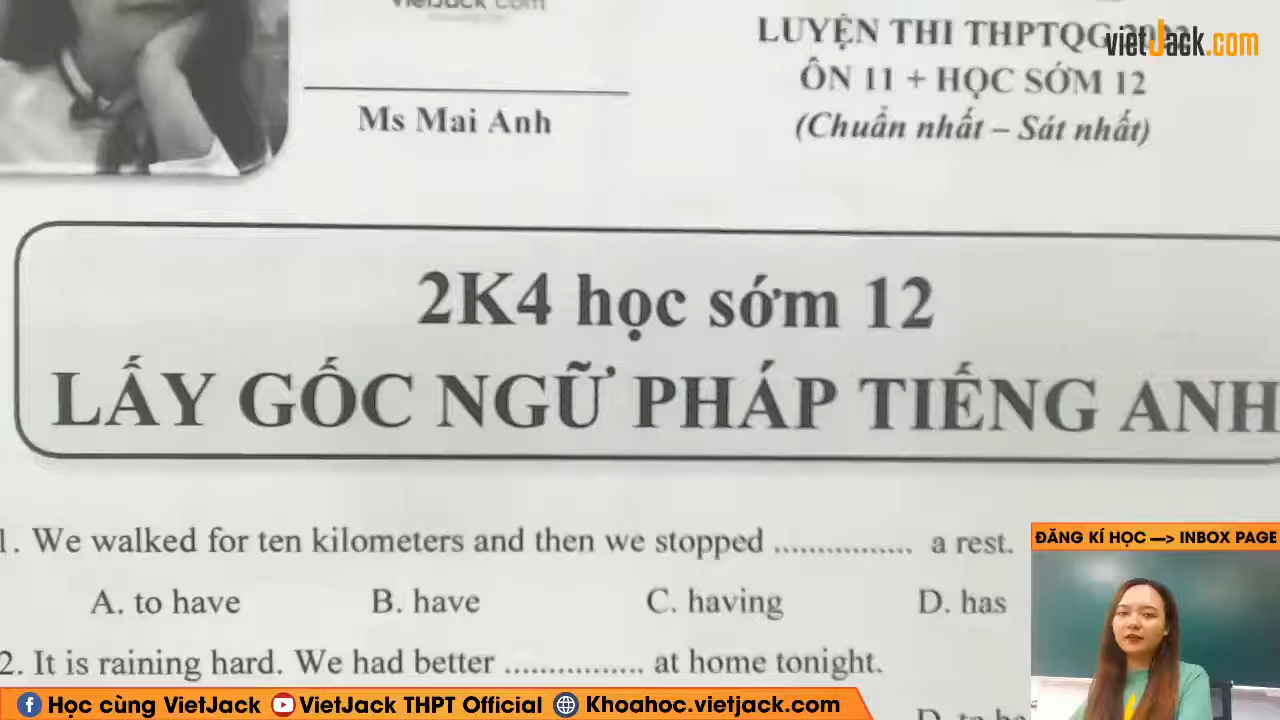 VietJack com
LUYỆN THI THPTQG
vietJack.com
ÔN 11 + HỌC SỚM 12
Ms Mai Anh
(Chuẩn nhất – Sát nhất)
2K4 học sớm 12
LẤY GỐC NGỮ PHÁP TIẾNG ANH
1. We walked for ten kilometers and then we stopped ................ a rest.
A. to have B. have C. having D. has
2. It is raining hard. We had better ................ at home tonight.
ĐĂNG KÍ HỌC —> INBOX PAGE
Học cùng VietJack VietJack THPT Official Khoahoc.vietjack.com